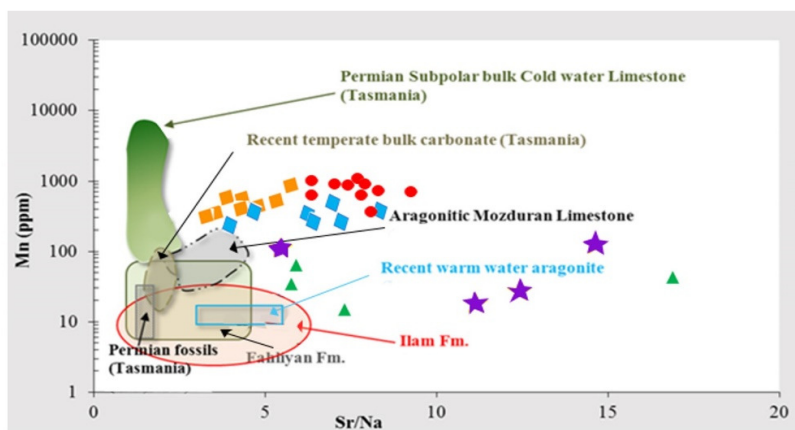 100000
10000
1000
100
10
1
Mn (ppm)
Permian Subpolar bulk Cold water Limestone
(Tasmania)
Recent temperate bulk carbonate (Tasmania)
Aragonitic Mozduran Limestone
Recent warm water aragonite
Ilam Fm.
Permian fossils
(Tasmania)
Fahliyan Fm.
0 5 10 15 20
Sr/Na